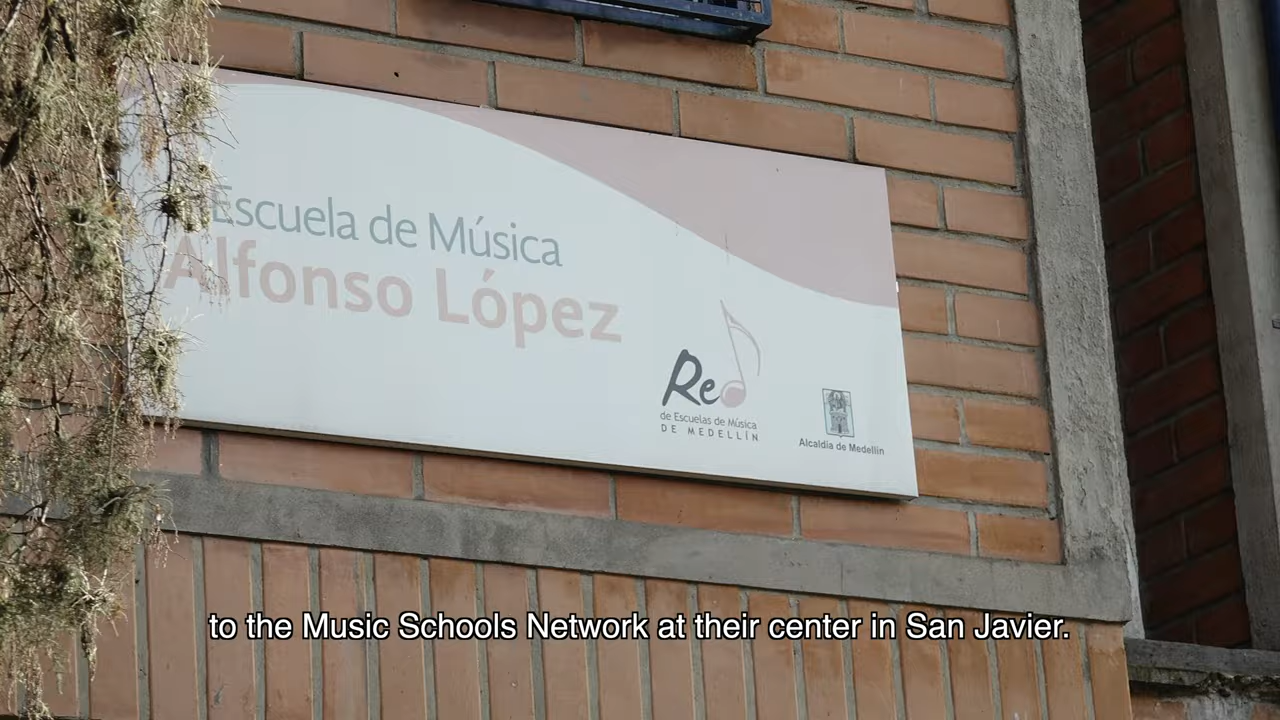 Escuela de Música
Alfonso López
Red
de Escuelas de Música
DE MEDELLÍN
Alcaldía de Medellín
to the Music Schools Network at their center in San Javier.